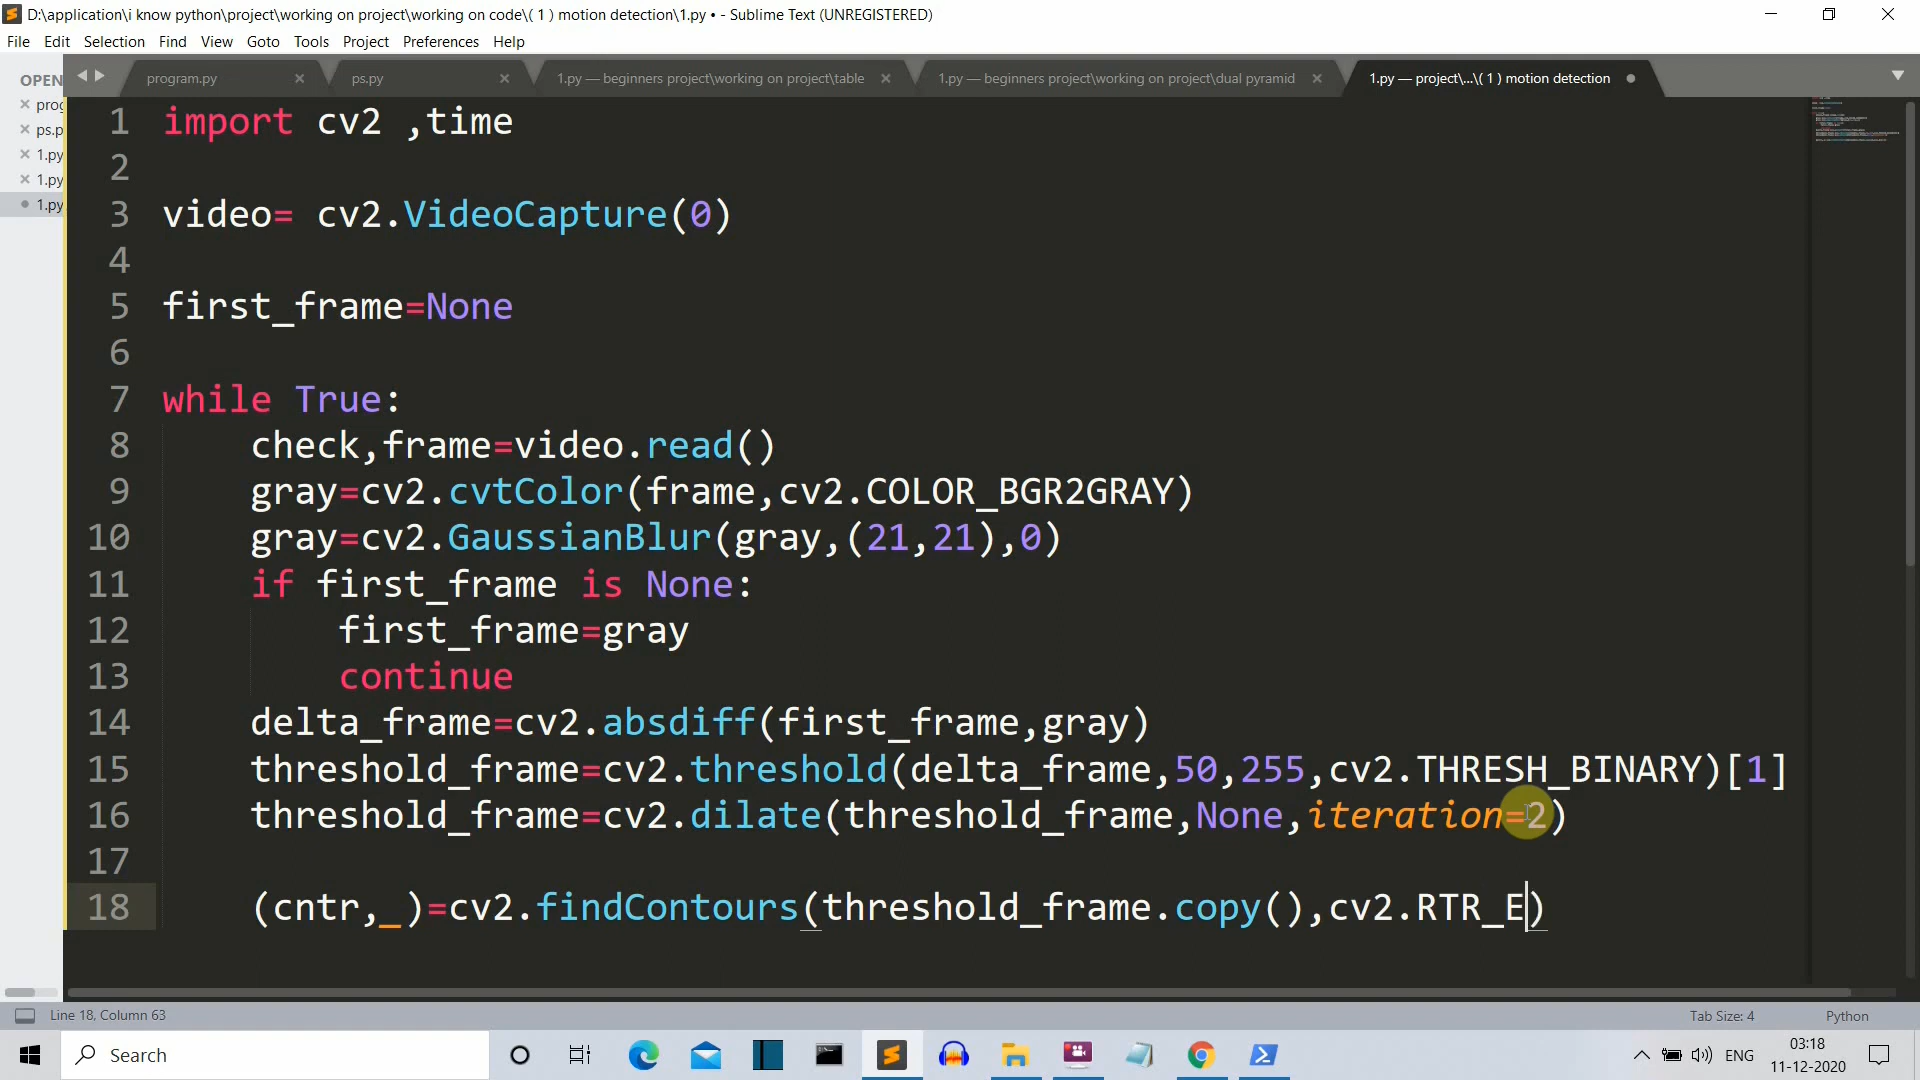 D:\application\i know python\project\working on project\working on code\( 1 ) motion detection\1.py • - Sublime Text (UNREGISTERED)
File Edit Selection Find View Goto Tools Project Preferences Help
OPEN
program.py
ps.py
1.py — beginners project\working on project\table
1.py — beginners project\working on project\dual pyramid
1.py — project\...\( 1 ) motion detection
prog
ps.p
1.py
1.py
1.py
1 import cv2 ,time
2
3 video= cv2.VideoCapture(0)
4
5 first_frame=None
6
7 while True:
8 check,frame=video.read()
9 gray=cv2.cvtColor(frame,cv2.COLOR_BGR2GRAY)
10 gray=cv2.GaussianBlur(gray,(21,21),0)
11 if first_frame is None:
12 first_frame=gray
13 continue
14 delta_frame=cv2.absdiff(first_frame,gray)
15 threshold_frame=cv2.threshold(delta_frame,50,255,cv2.THRESH_BINARY)[1]
16 threshold_frame=cv2.dilate(threshold_frame,None,iteration=2)
17
18 (cntr,_)=cv2.findContours(threshold_frame.copy(),cv2.RTR_E)
Line 18, Column 63
Tab Size: 4
Python
Search
ENG
03:18
11-12-2020